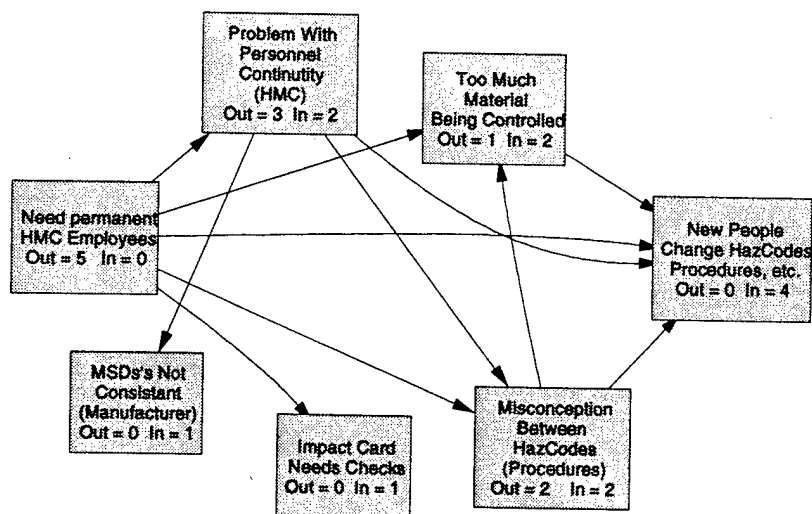 Problem With
Personnel
Continutity
(HMC)
Out = 3 In = 2
Too Much
Material
Being Controlled
Out = 1 In = 2
Need permanent
HMC Employees
Out = 5 In = 0
New People
Change HazCodes
Procedures, etc.
Out = 0 In = 4
MSDs's Not
Consistant
(Manufacturer)
Out = 0 In = 1
Impact Card
Needs Checks
Out = 0 In = 1
Misconception
Between
HazCodes
(Procedures)
Out = 2 In = 2